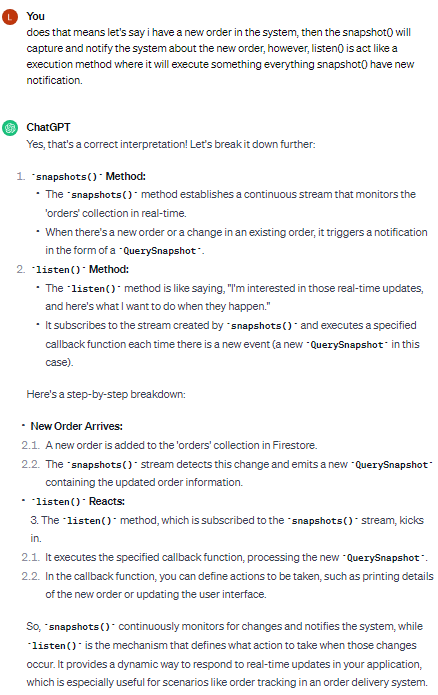 L You
does that means let's say i have a new order in the system, then the snapshot() will
capture and notify the system about the new order, however, listen() is act like a
execution method where it will execute something everything snapshot() have new
notification.
ChatGPT
Yes, that's a correct interpretation! Let's break it down further:
1. `snapshots()` Method:
• The `snapshots()` method establishes a continuous stream that monitors the
'orders' collection in real-time.
• When there's a new order or a change in an existing order, it triggers a notification
in the form of a `QuerySnapshot`.
2. `listen()` Method:
• The `listen()` method is like saying, "I'm interested in those real-time updates,
and here's what I want to do when they happen."
• It subscribes to the stream created by `snapshots()` and executes a specified
callback function each time there is a new event (a new `QuerySnapshot` in this
case).
Here's a step-by-step breakdown:
• New Order Arrives:
2.1. A new order is added to the 'orders' collection in Firestore.
2.2. The `snapshots()` stream detects this change and emits a new `QuerySnapshot`
containing the updated order information.
• `listen()` Reacts:
3. The `listen()` method, which is subscribed to the `snapshots()` stream, kicks
in.
2.1. It executes the specified callback function, processing the new `QuerySnapshot`.
2.2. In the callback function, you can define actions to be taken, such as printing details
of the new order or updating the user interface.
So, `snapshots()` continuously monitors for changes and notifies the system, while
`listen()` is the mechanism that defines what action to take when those changes
occur. It provides a dynamic way to respond to real-time updates in your application,
which is especially useful for scenarios like order tracking in an order delivery system.